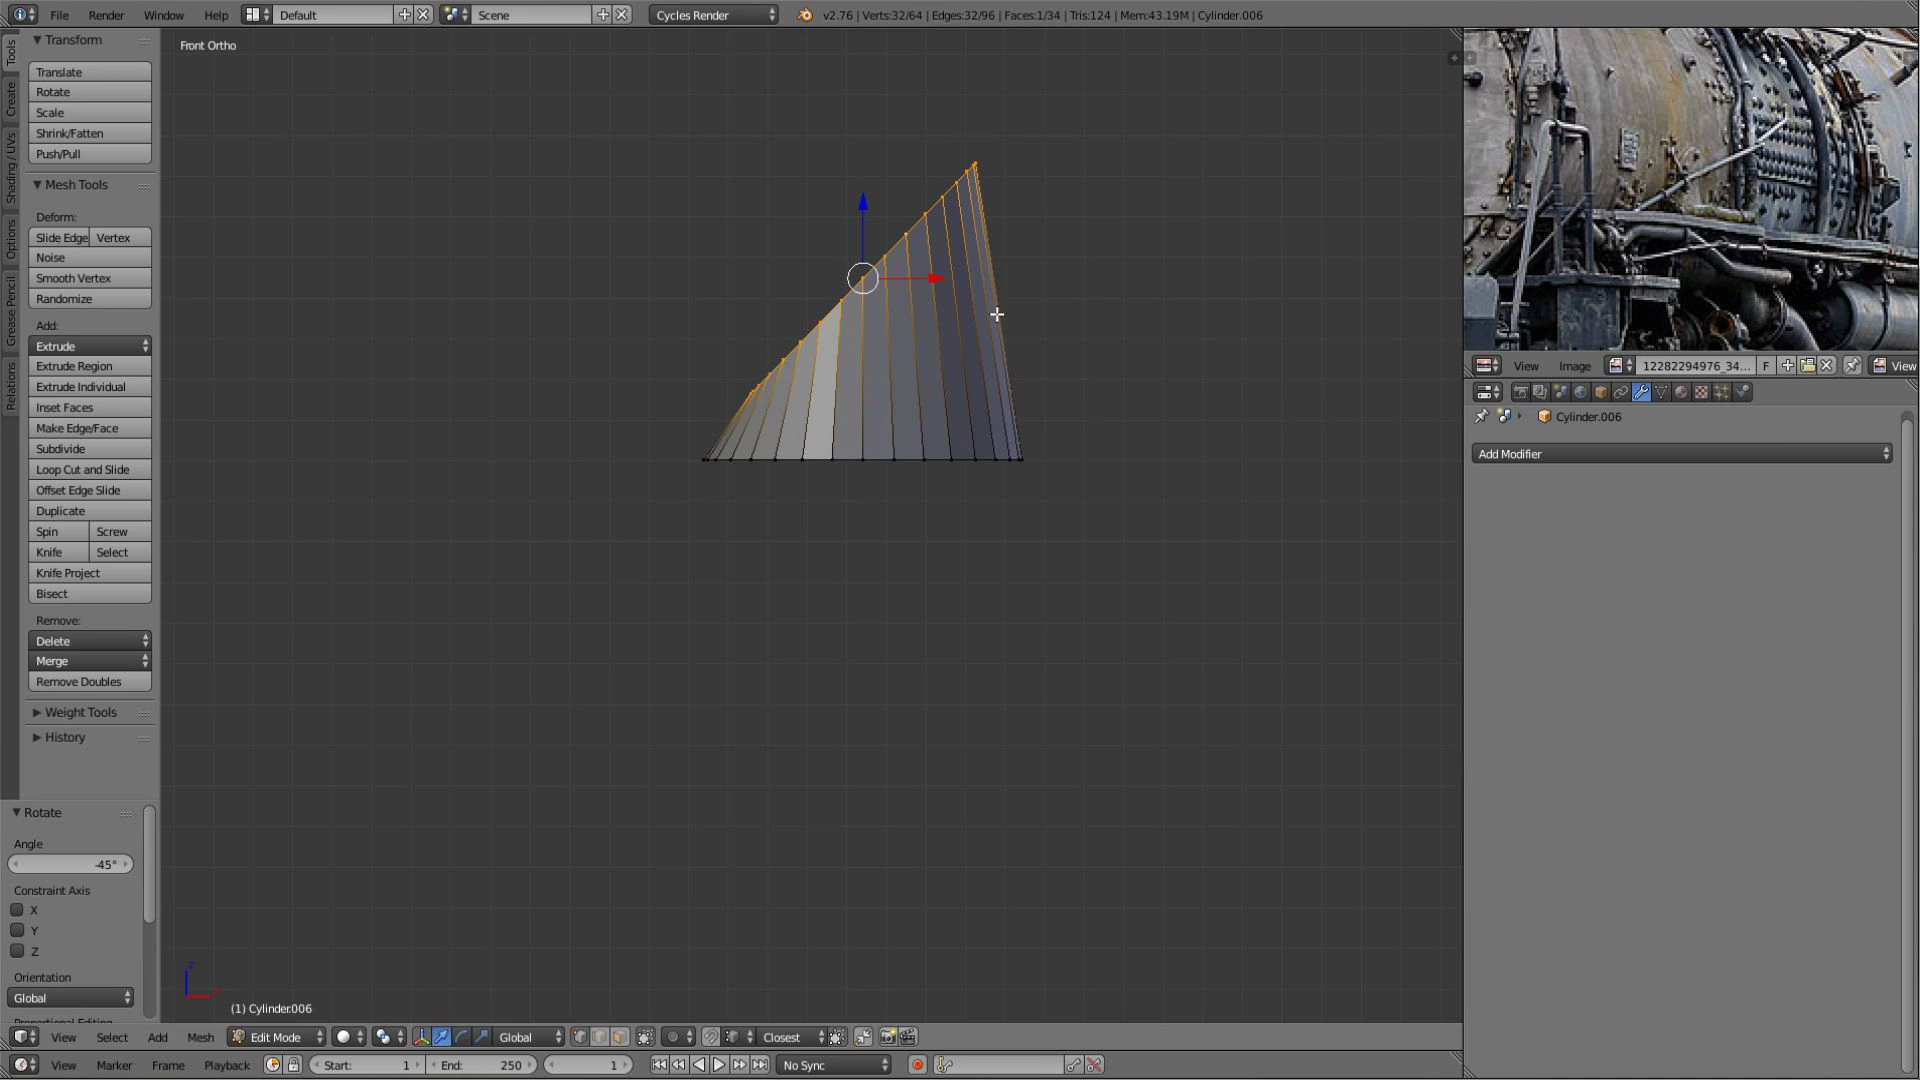 File Render Window Help Default Scene Cycles Render v2.76 | Verts:32/64 | Edges:32/96 | Faces:1/34 | Tris:124 | Mem:43.19M | Cylinder.006
Tools
Create
Shading / UVs
Options
Grease Pencil
Relations
Transform
Translate
Rotate
Scale
Shrink/Fatten
Push/Pull
Mesh Tools
Deform:
Slide Edge Vertex
Noise
Smooth Vertex
Randomize
Add:
Extrude
Extrude Region
Extrude Individual
Inset Faces
Make Edge/Face
Subdivide
Loop Cut and Slide
Offset Edge Slide
Duplicate
Spin Screw
Knife Select
Knife Project
Bisect
Remove:
Delete
Merge
Remove Doubles
Weight Tools
History
Rotate
Angle
-45°
Constraint Axis
X
Y
Z
Orientation
Global
Front Ortho
z
(1) Cylinder.006
View Image 12282294976_34... F View
Cylinder.006
Add Modifier
View Select Add Mesh Edit Mode Global Closest
View Marker Frame Playback Start: 1 End: 250 1 No Sync